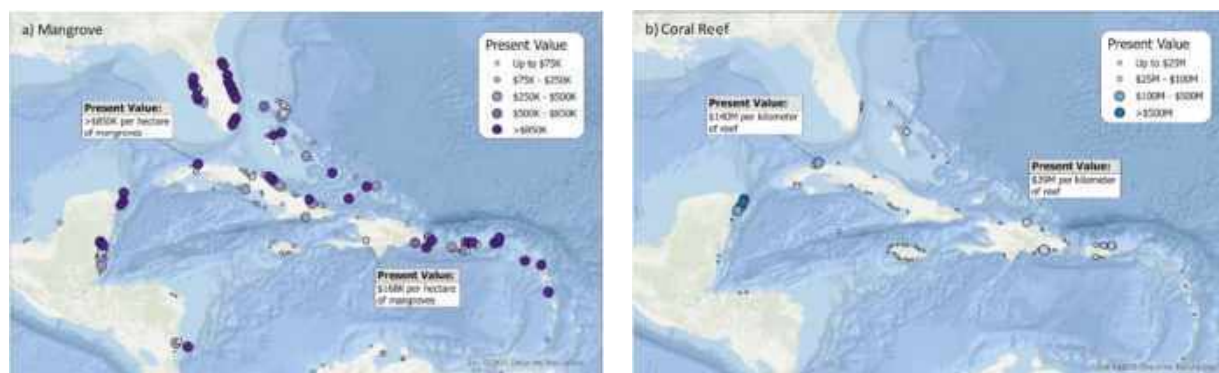 a) Mangrove
Present Value
Up to $75K
$75K - $250K
$250K - $500K
$500K - $850K
>$850K
Present Value:
>$850K per hectare
of mangroves
Present Value:
$168K per hectare
of mangroves
b) Coral Reef
Present Value
Up to $25M
$25M - $100M
$100M - $500M
>$500M
Present Value:
$140M per kilometer
of reef
Present Value:
$39M per kilometer
of reef